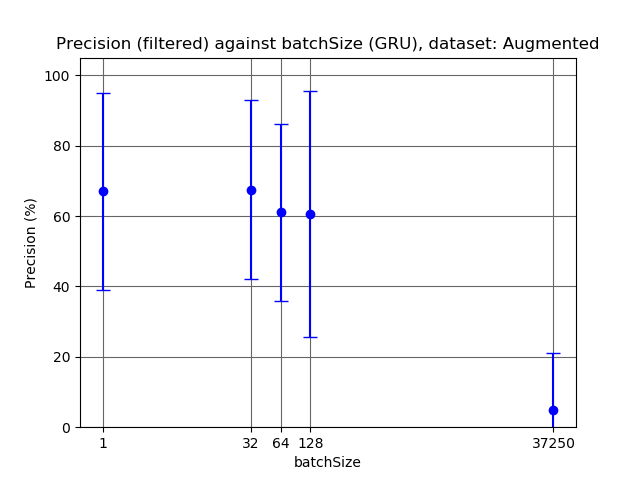 Precision (filtered) against batchSize (GRU), dataset: Augmented
100
80
60
40
20
0
Precision (%)
1 32 64 128 37250
batchSize